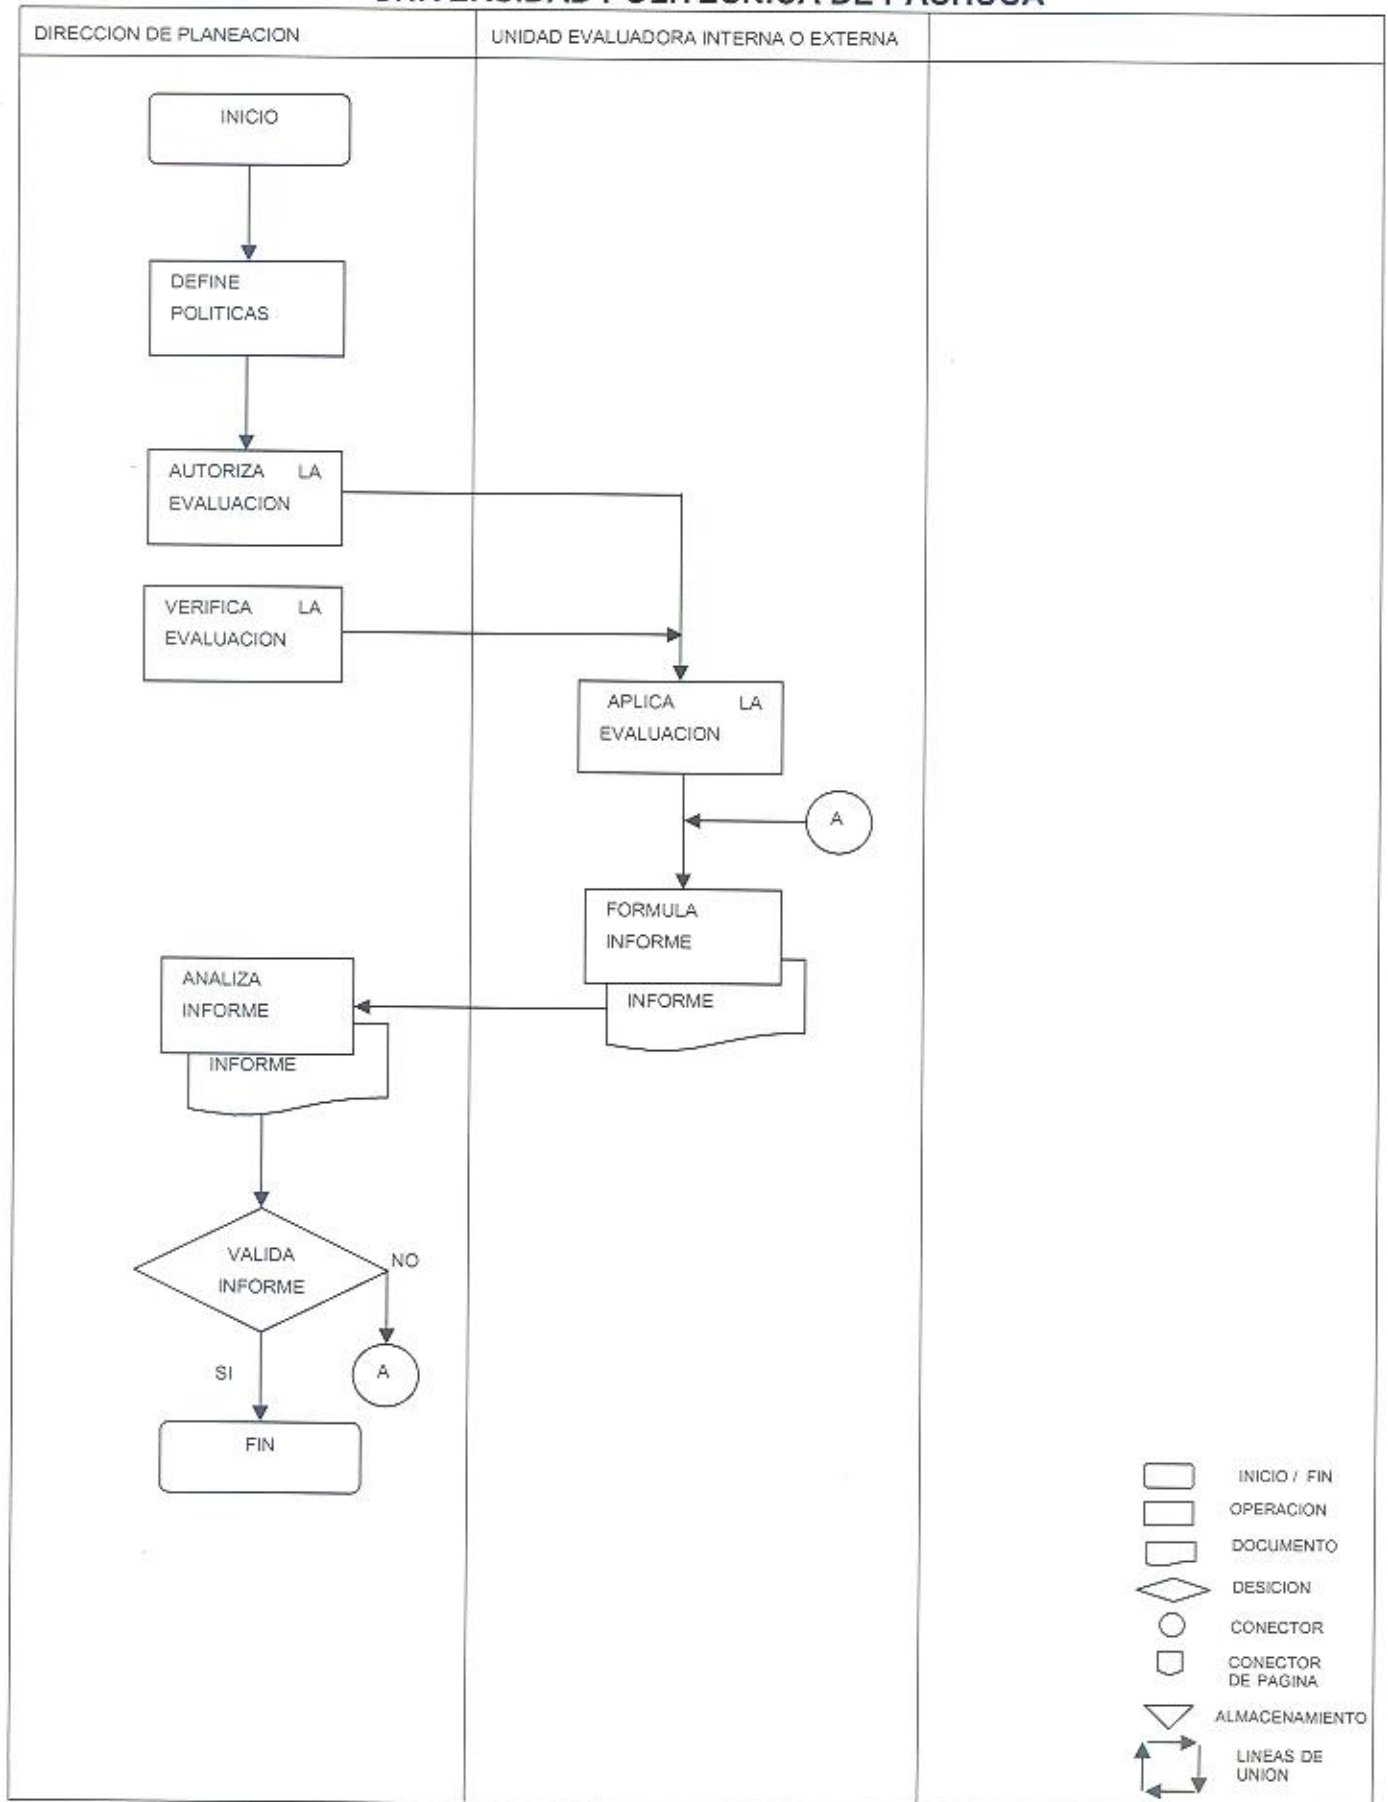 DIRECCION DE PLANEACION
UNIDAD EVALUADORA INTERNA O EXTERNA
INICIO
DEFINE
POLITICAS
AUTORIZA LA
EVALUACION
VERIFICA LA
EVALUACION
APLICA LA
EVALUACION
A
FORMULA
INFORME
INFORME
ANALIZA
INFORME
INFORME
VALIDA
INFORME
NO
SI
A
FIN
INICIO / FIN
OPERACION
DOCUMENTO
DESICION
CONECTOR
CONECTOR
DE PAGINA
ALMACENAMIENTO
LINEAS DE
UNION